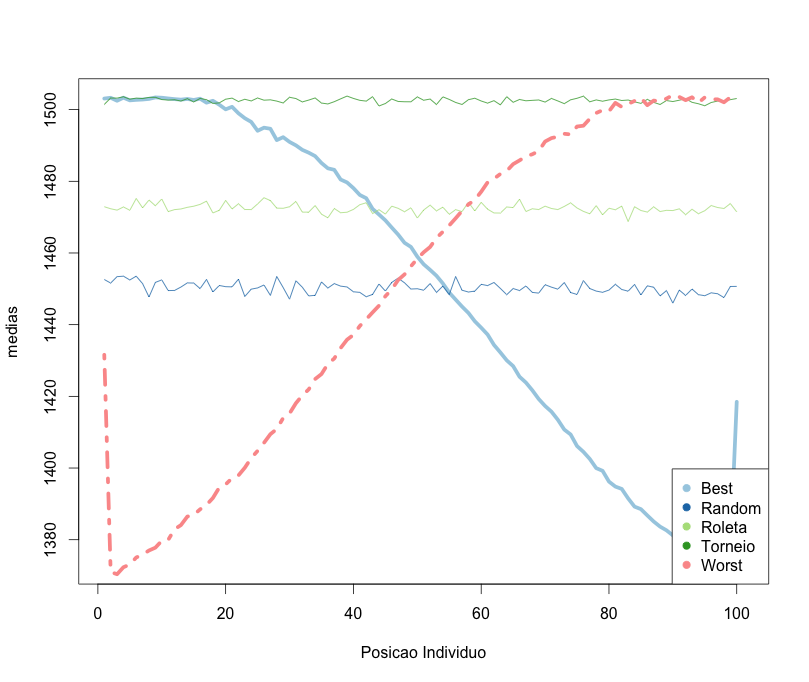 medias
1500
1480
1460
1440
1420
1400
1380
Best
Random
Roleta
Torneio
Worst
0 20 40 60 80 100
Posicao Individuo